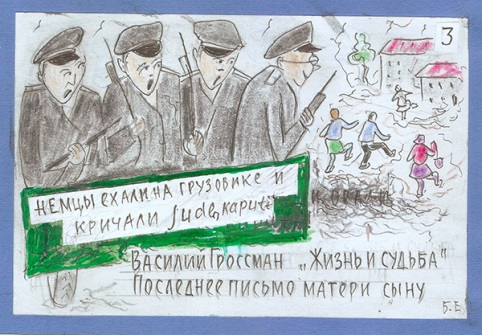 3
НЕМЦЫ ЕХАЛИ НА ГРУЗОВИКЕ И
КРИЧАЛИ Juden kaputt
ВАСИЛИЙ ГРОССМАН „ЖИЗНЬ И СУДЬБА"
ПОСЛЕДНЕЕ ПИСЬМО МАТЕРИ СЫНУ
Б.Е.